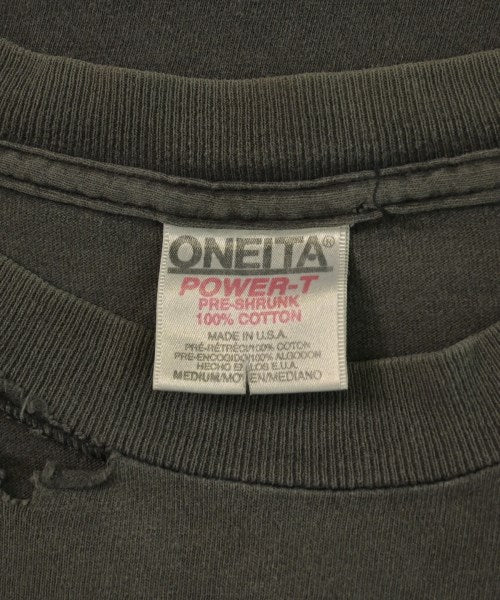 ONEITA®
POWER-T
PRE-SHRUNK
100% COTTON
MADE IN U.S.A.
PRÉ-RÉTRÉCI/100% COTON
PRE-ENCOGIDO/100% ALGODON
HECHO EN LOS E.U.A.
MEDIUM/MOYEN/MEDIANO